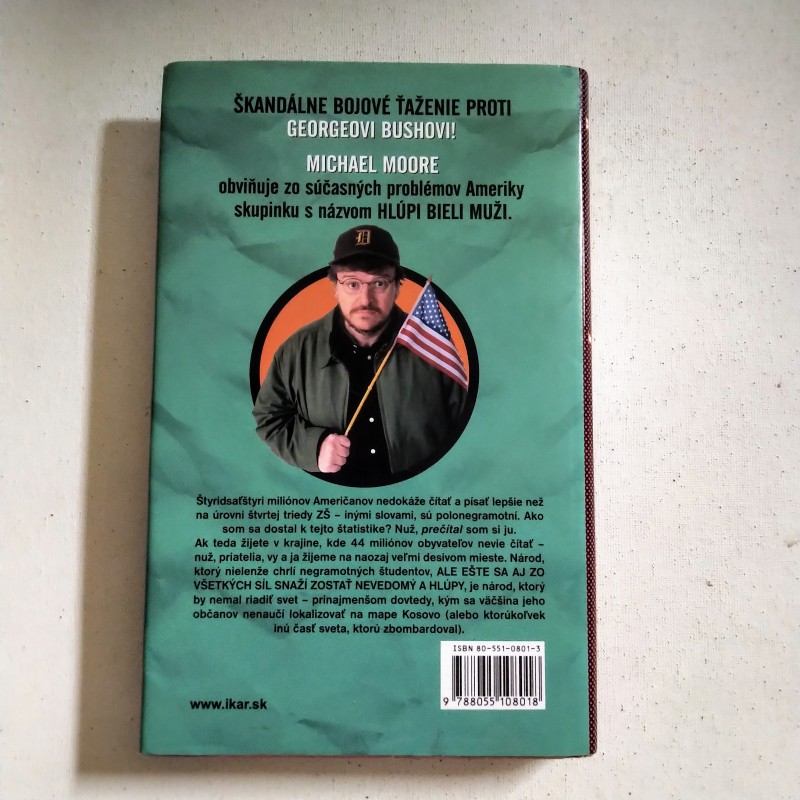 ŠKANDÁLNE BOJOVÉ ŤAŽENIE PROTI
GEORGEOVI BUSHOVI!
MICHAEL MOORE
obviňuje zo súčasných problémov Ameriky
skupinku s názvom HLÚPI BIELI MUŽI.
D
Štyridsaťštyri miliónov Američanov nedokáže čítať a písať lepšie než
na úrovni štvrtej triedy ZŠ – inými slovami, sú polonegramotní. Ako
som sa dostal k tejto štatistike? Nuž, prečítal som si ju.
Ak teda žijete v krajine, kde 44 miliónov obyvateľov nevie čítať –
nuž, priatelia, vy a ja žijeme na naozaj veľmi desivom mieste. Národ,
ktorý nielenže chrlí negramotných študentov, ALE EŠTE SA AJ ZO
VŠETKÝCH SÍL SNAŽÍ ZOSTAŤ NEVEDOMÝ A HLÚPY, je národ, ktorý
by nemal riadiť svet – prinajmenšom dovtedy, kým sa väčšina jeho
občanov nenaučí lokalizovať na mape Kosovo (alebo ktorúkoľvek
inú časť sveta, ktorú zbombardoval).
ISBN 80-551-0801-3
9 788055 108018
www.ikar.sk